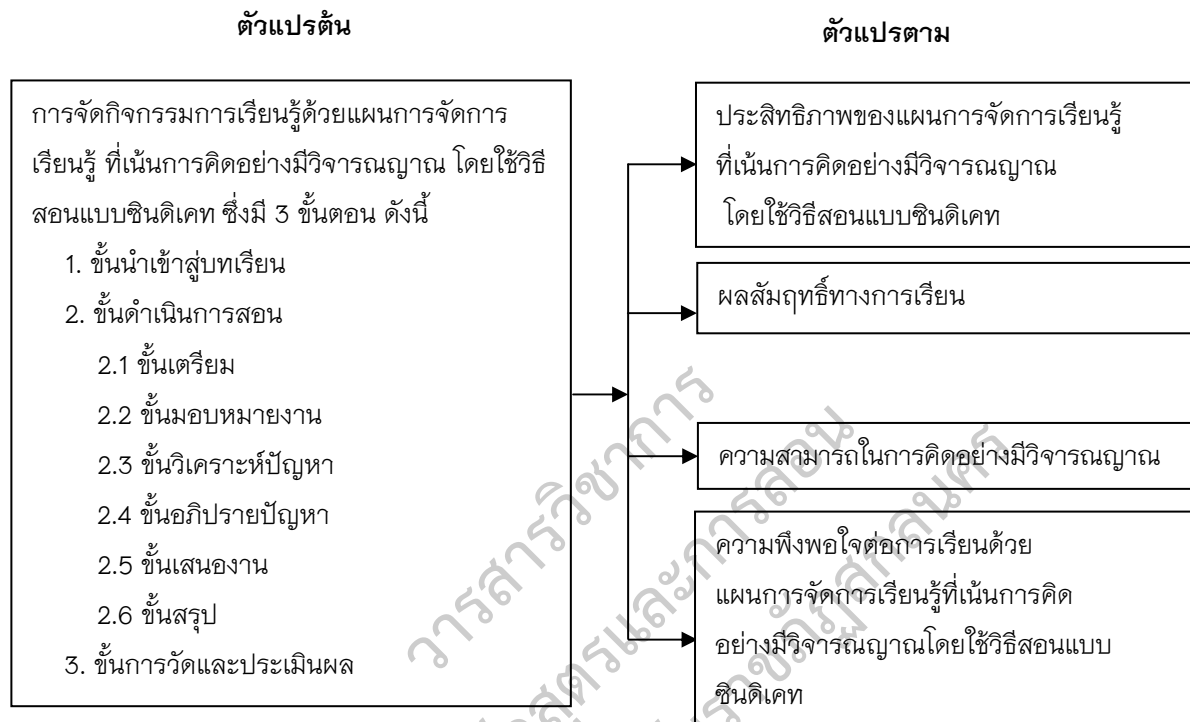 ตัวแปรต้น
การจัดกิจกรรมการเรียนรู้ด้วยแผนการจัดการ
เรียนรู้ ที่เน้นการคิดอย่างมีวิจารณญาณ โดยใช้วิธี
สอนแบบซินดิเคท ซึ่งมี 3 ขั้นตอน ดังนี้
1. ขั้นนำเข้าสู่บทเรียน
2. ขั้นดำเนินการสอน
2.1 ขั้นเตรียม
2.2 ขั้นมอบหมายงาน
2.3 ขั้นวิเคราะห์ปัญหา
2.4 ขั้นอภิปรายปัญหา
2.5 ขั้นเสนองาน
2.6 ขั้นสรุป
3. ขั้นการวัดและประเมินผล
ตัวแปรตาม
ประสิทธิภาพของแผนการจัดการเรียนรู้
ที่เน้นการคิดอย่างมีวิจารณญาณ
โดยใช้วิธีสอนแบบซินดิเคท
ผลสัมฤทธิ์ทางการเรียน
ความสามารถในการคิดอย่างมีวิจารณญาณ
ความพึงพอใจต่อการเรียนด้วย
แผนการจัดการเรียนรู้ที่เน้นการคิด
อย่างมีวิจารณญาณโดยใช้วิธีสอนแบบ
ซินดิเคท
วารสารวิชาการ
และการสอน